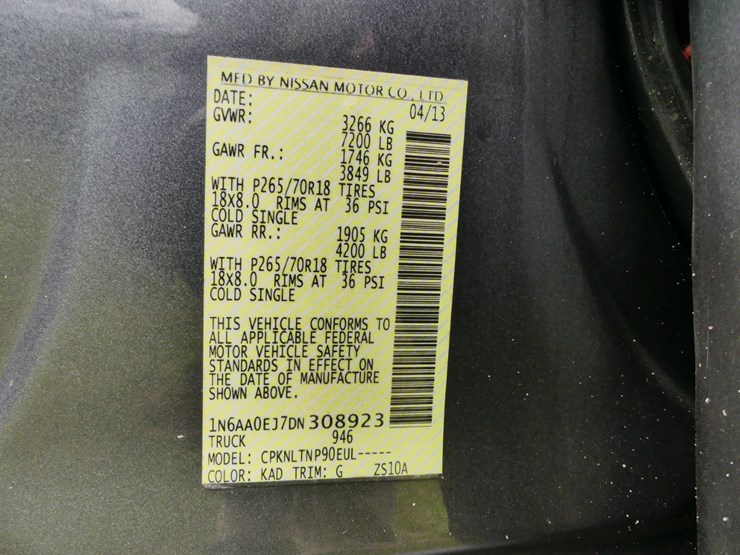 MFD BY NISSAN MOTOR CO., LTD.
DATE: 04/13
GVWR: 3266 KG
7200 LB
GAWR FR.: 1746 KG
3849 LB
WITH P265/70R18 TIRES
18X8.0 RIMS AT 36 PSI
COLD SINGLE
GAWR RR.: 1905 KG
4200 LB
WITH P265/70R18 TIRES
18X8.0 RIMS AT 36 PSI
COLD SINGLE
THIS VEHICLE CONFORMS TO
ALL APPLICABLE FEDERAL
MOTOR VEHICLE SAFETY
STANDARDS IN EFFECT ON
THE DATE OF MANUFACTURE
SHOWN ABOVE.
1N6AA0EJ7DN308923
TRUCK 946
MODEL: CPKNLTNP90EUL-----
COLOR: KAD TRIM: G ZS10A